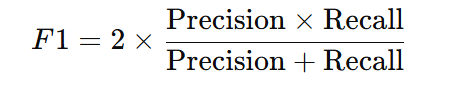 F1 = 2 × Precision × Recall / Precision + Recall